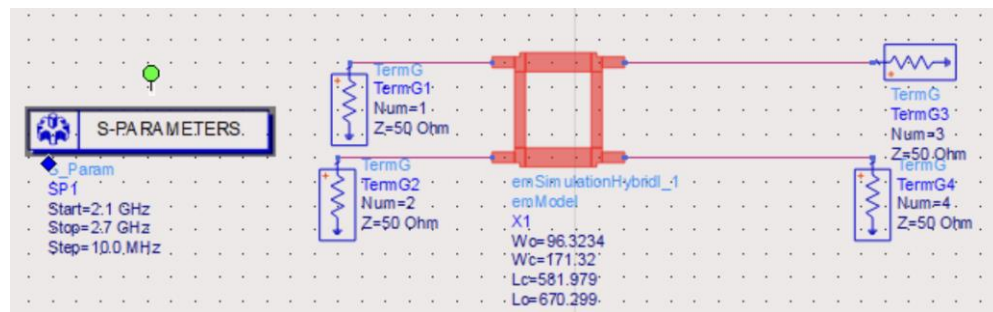 S-PARAMETERS
S_Param
SP1
Start=2.1 GHz
Stop=2.7 GHz
Step=10.0 MHz
TermG
TermG1
Num=1
Z=50 Ohm
TermG
TermG2
Num=2
Z=50 Ohm
emSimulationHybridl_1
emModel
X1
Wo=96.3234
Wc=171.32
Lc=581.979
Lo=670.299
TermG
TermG3
Num=3
Z=50 Ohm
TermG
TermG4
Num=4
Z=50 Ohm